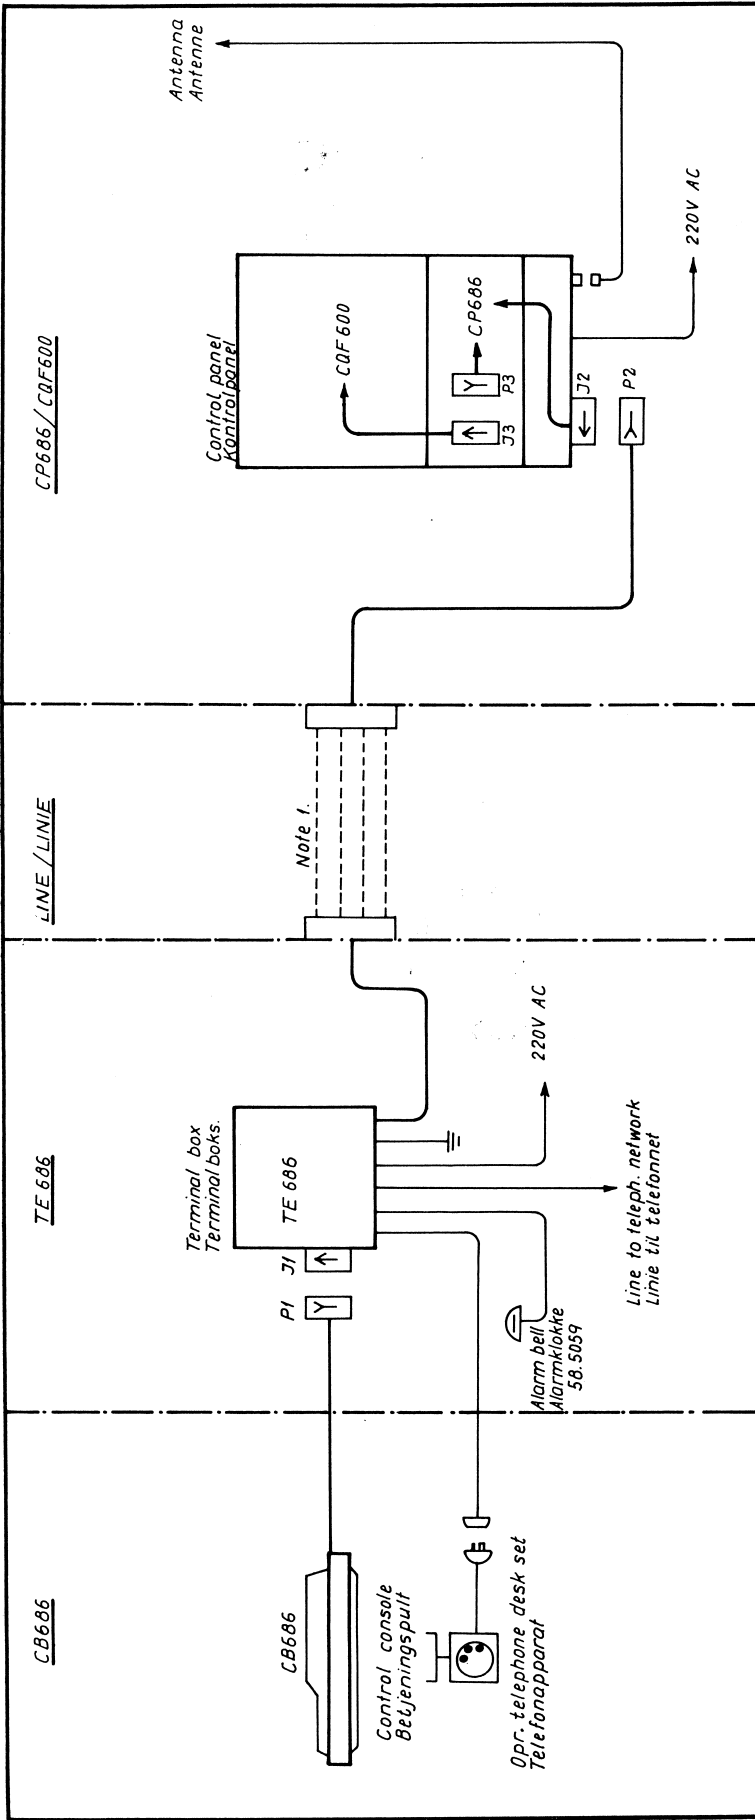 CB686
CB686
Control console
Betjeningspult
Opr. telephone desk set
Telefonapparat
TE 686
Terminal box
Terminal boks.
P1
J1
TE 686
Alarm bell
Alarmklokke
58.5059
Line to teleph. network
Linie til telefonnet
220V AC
LINE/LINIE
Note 1.
CP686/CQF600
Control panel
Kontrolpanel
CQF600
J3
P3
CP686
J2
P2
220V AC
Antenna
Antenne